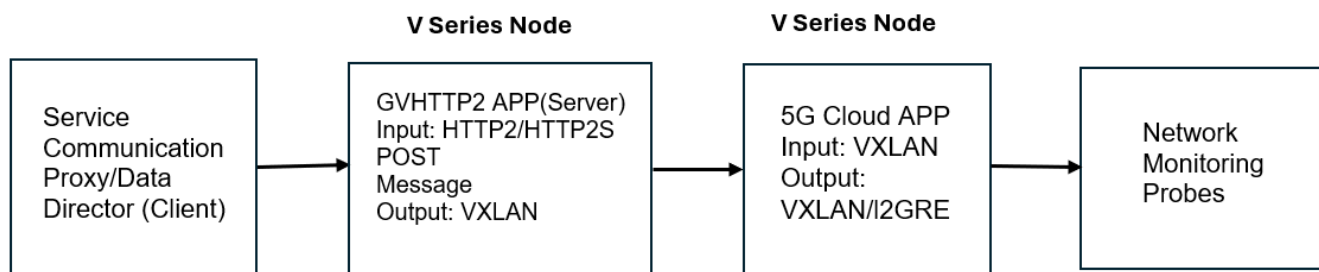 V Series Node
V Series Node
Service
Communication
Proxy/Data
Director (Client)
GVHTTP2 APP(Server)
Input: HTTP2/HTTP2S
POST
Message
Output: VXLAN
5G Cloud APP
Input: VXLAN
Output:
VXLAN/l2GRE
Network
Monitoring
Probes